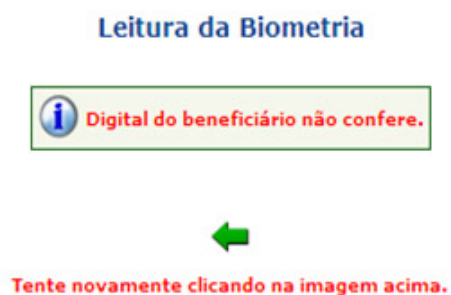 Leitura da Biometria
Digital do beneficiário não confere.
Tente novamente clicando na imagem acima.